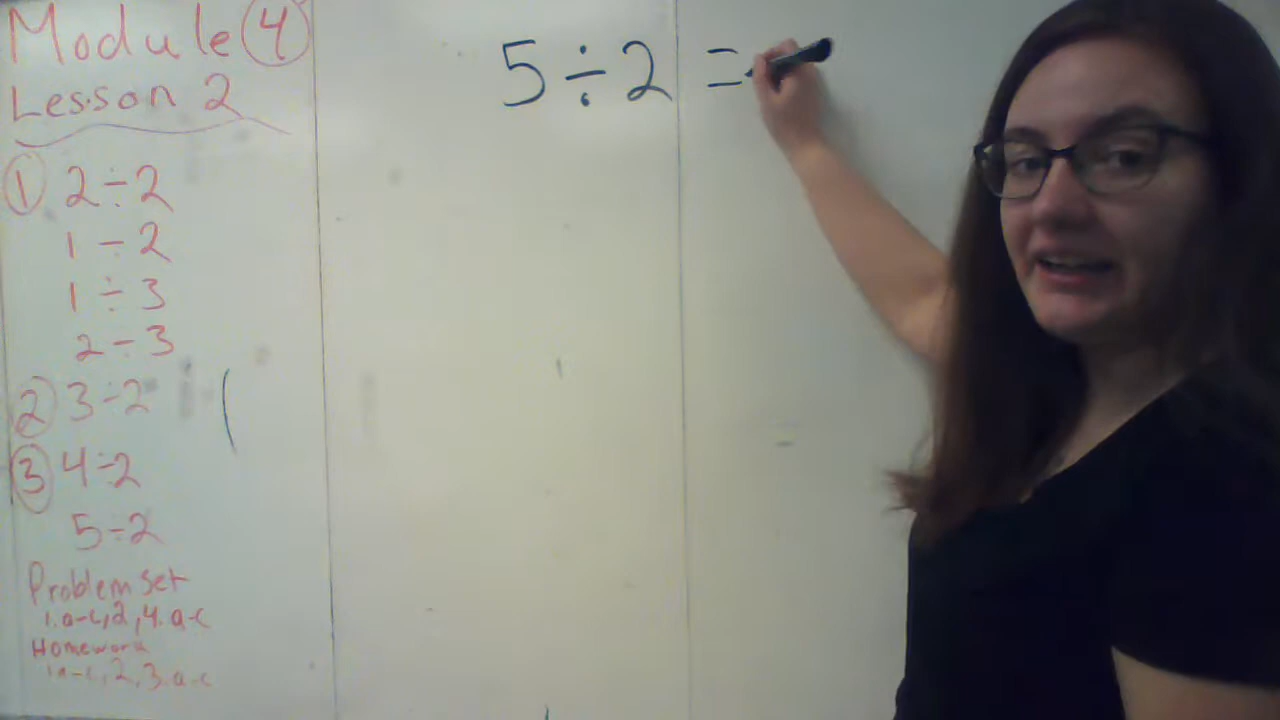 Module 4
Lesson 2
1 2÷2
1÷2
1÷3
2÷3
2 3÷2
3 4÷2
5÷2
Problem Set
1.a-c,2,4.a-c
Homework
1a-c,2,3.a-c
5÷2 =